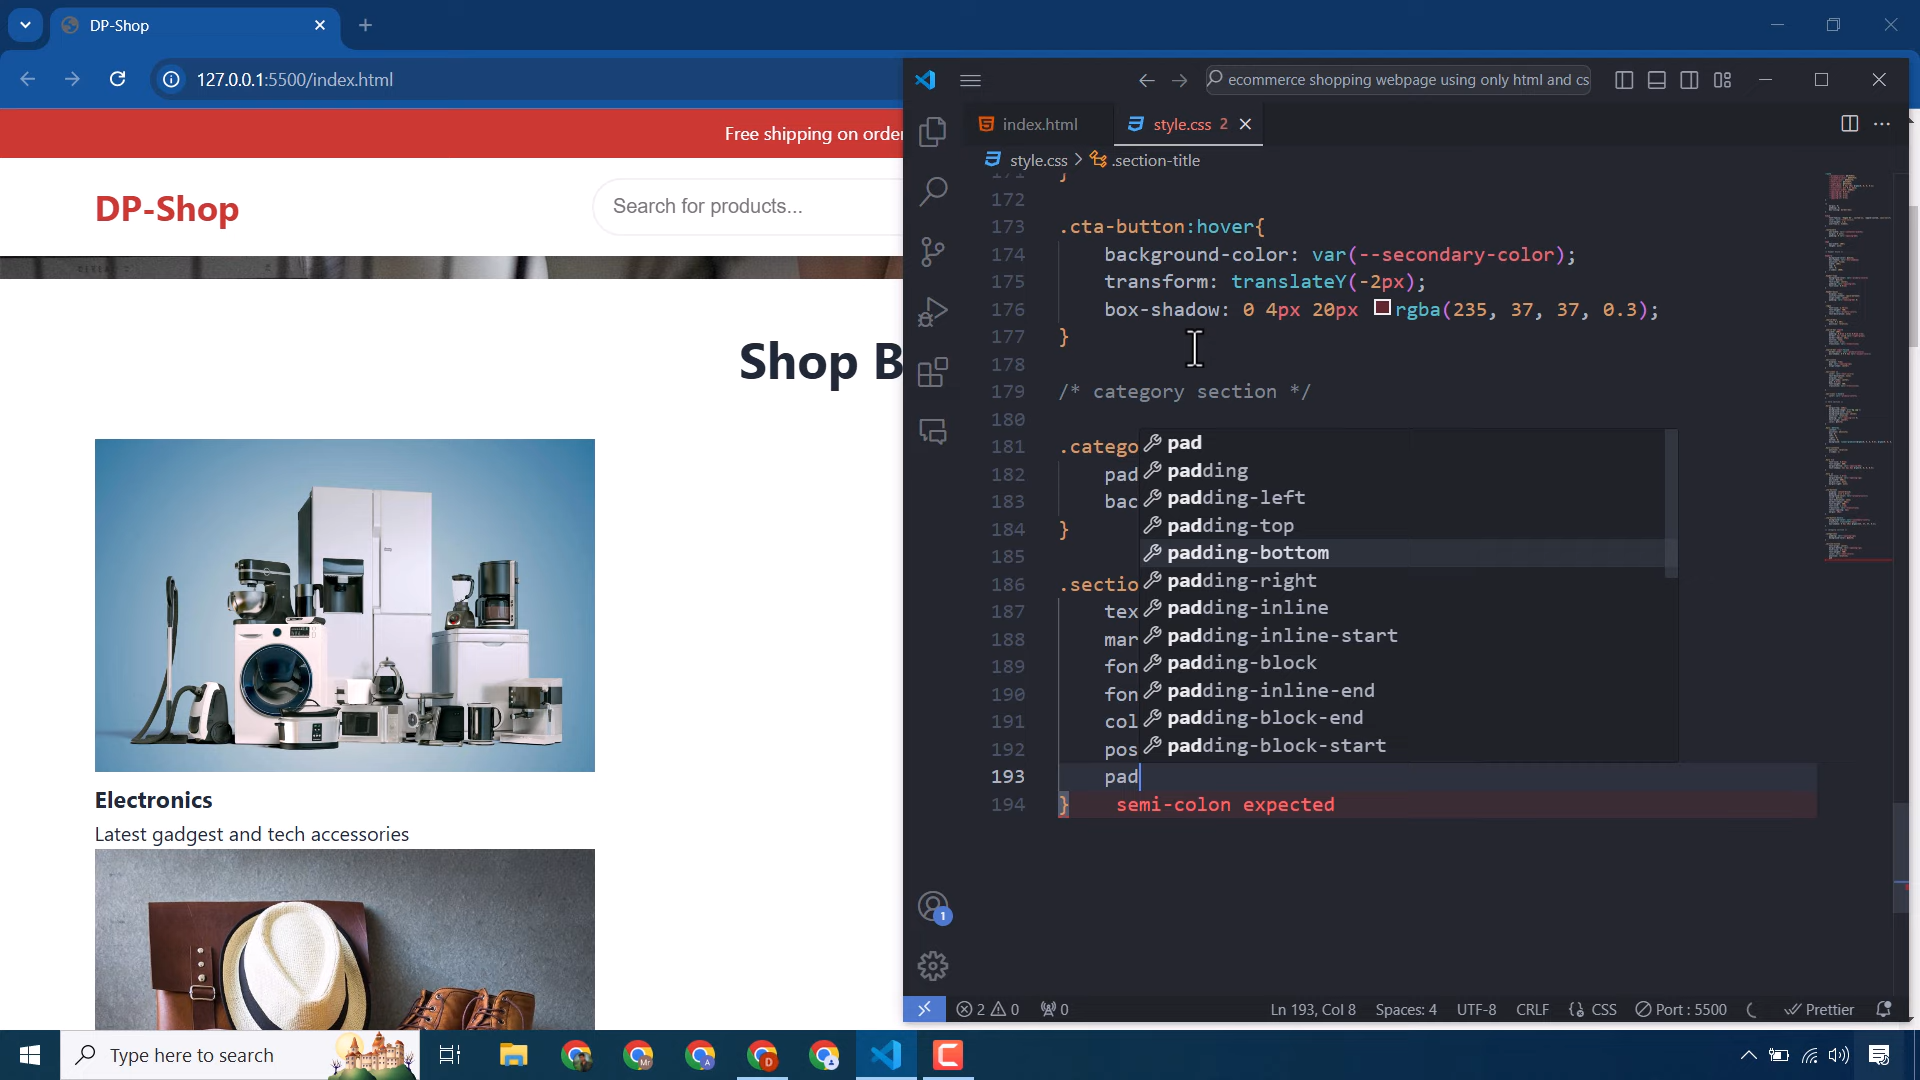 DP-Shop
127.0.0.1:5500/index.html
Free shipping on order
DP-Shop
Search for products...
Shop B
Electronics
Latest gadgest and tech accessories
ecommerce shopping webpage using only html and cs
index.html
style.css 2
style.css > .section-title
171 }
172
173 .cta-button:hover{
174 background-color: var(--secondary-color);
175 transform: translateY(-2px);
176 box-shadow: 0 4px 20px rgba(235, 37, 37, 0.3);
177 }
178
179 /* category section */
180
181 .catego
182 pad
183 bac
184 }
185
186 .sectio
187 tex
188 mar
189 fon
190 fon
191 col
192 pos
193 pad
194 } semi-colon expected
pad
padding
padding-left
padding-top
padding-bottom
padding-right
padding-inline
padding-inline-start
padding-block
padding-inline-end
padding-block-end
padding-block-start
1
2 0 0 Ln 193, Col 8 Spaces: 4 UTF-8 CRLF {} CSS Port : 5500 Prettier
Type here to search